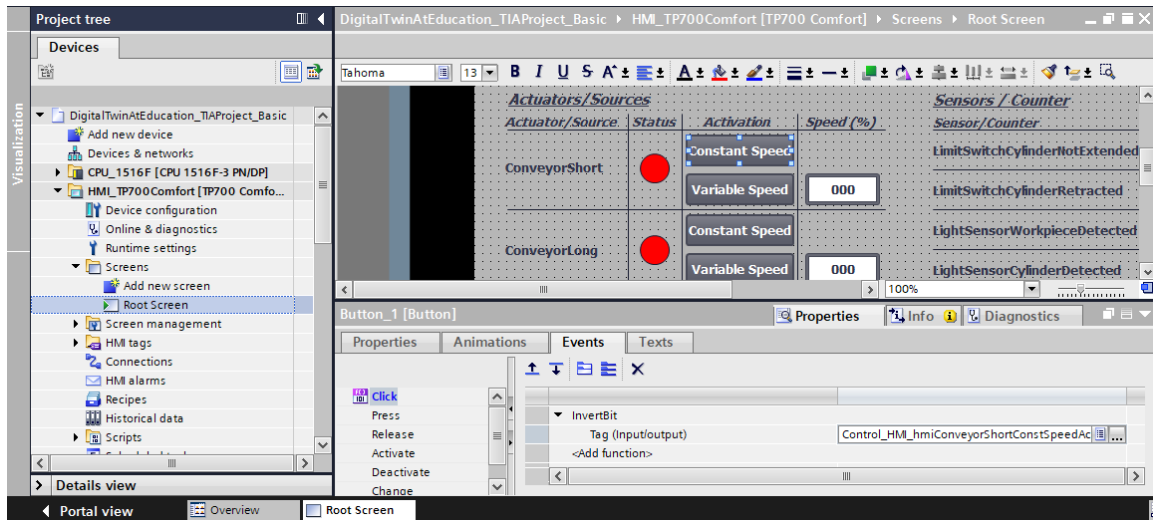 Project tree
DigitalTwinAtEducation_TIAProject_Basic ▸ HMI_TP700Comfort [TP700 Comfort] ▸ Screens ▸ Root Screen
Devices
Visualization
DigitalTwinAtEducation_TIAProject_Basic
Add new device
Devices & networks
CPU_1516F [CPU 1516F-3 PN/DP]
HMI_TP700Comfort [TP700 Comfo...
Device configuration
Online & diagnostics
Runtime settings
Screens
Add new screen
Root Screen
Screen management
HMI tags
Connections
HMI alarms
Recipes
Historical data
Scripts
Details view
Tahoma 13 B I U S A A
Actuators/Sources Sensors / Counter
Actuator/Source Status Activation Speed (%) Sensor/Counter
ConveyorShort
Constant Speed
Variable Speed 000
LimitSwitchCylinderNotExtended
LimitSwitchCylinderRetracted
ConveyorLong
Constant Speed
Variable Speed 000
LightSensorWorkpieceDetected
LightSensorCylinderDetected
100%
Button_1 [Button] Properties Info Diagnostics
Properties Animations Events Texts
Click
Press
Release
Activate
Deactivate
Change
InvertBit
Tag (Input/output) Control_HMI_hmiConveyorShortConstSpeedAc ...
<Add function>
Portal view Overview Root Screen